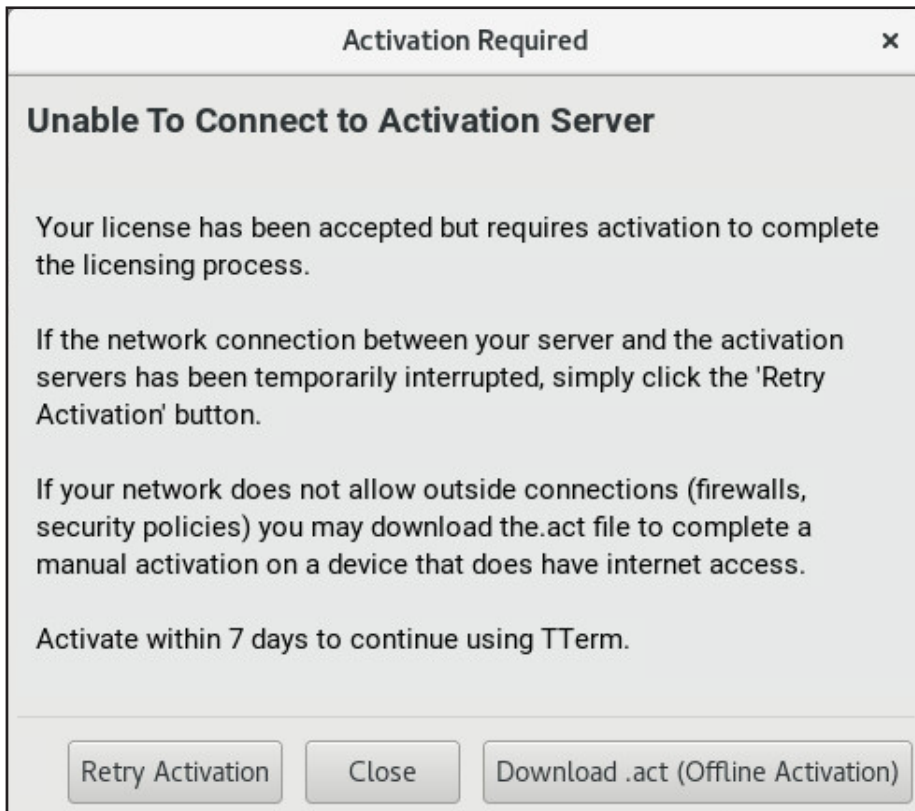 Activation Required ×
Unable To Connect to Activation Server
Your license has been accepted but requires activation to complete
the licensing process.
If the network connection between your server and the activation
servers has been temporarily interrupted, simply click the 'Retry
Activation' button.
If your network does not allow outside connections (firewalls,
security policies) you may download the.act file to complete a
manual activation on a device that does have internet access.
Activate within 7 days to continue using TTerm.
Retry Activation Close Download .act (Offline Activation)